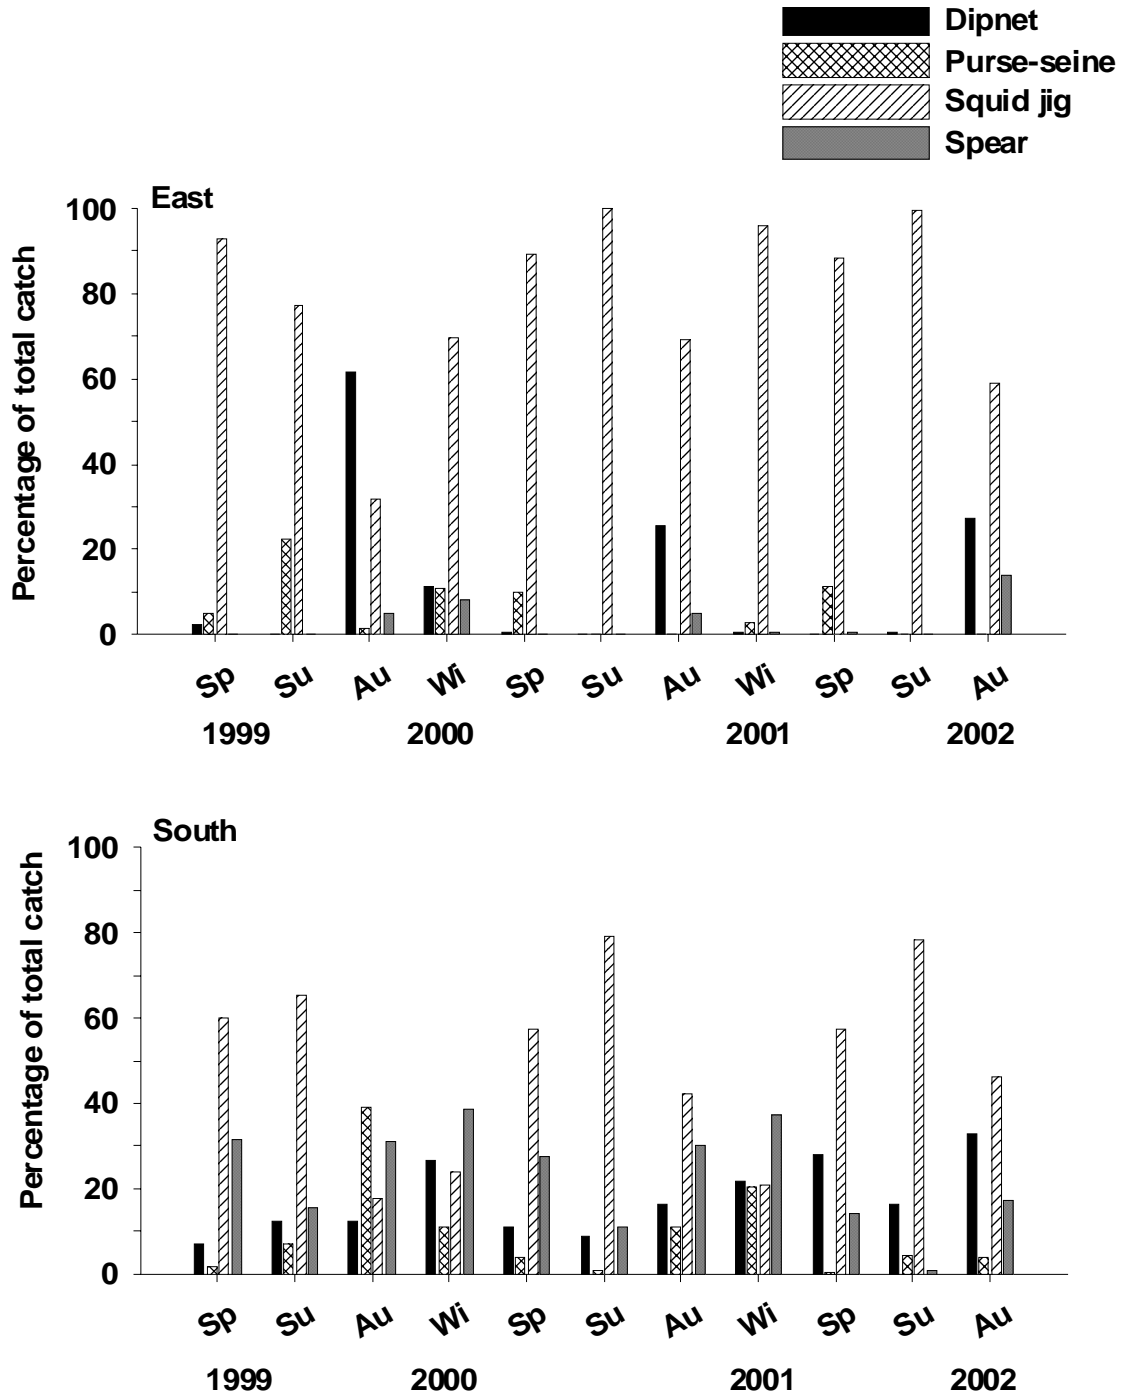 Dipnet
Purse-seine
Squid jig
Spear
East
Percentage of total catch
100
80
60
40
20
0
Sp Su Au Wi Sp Su Au Wi Sp Su Au
1999 2000 2001 2002
South
Percentage of total catch
100
80
60
40
20
0
Sp Su Au Wi Sp Su Au Wi Sp Su Au
1999 2000 2001 2002